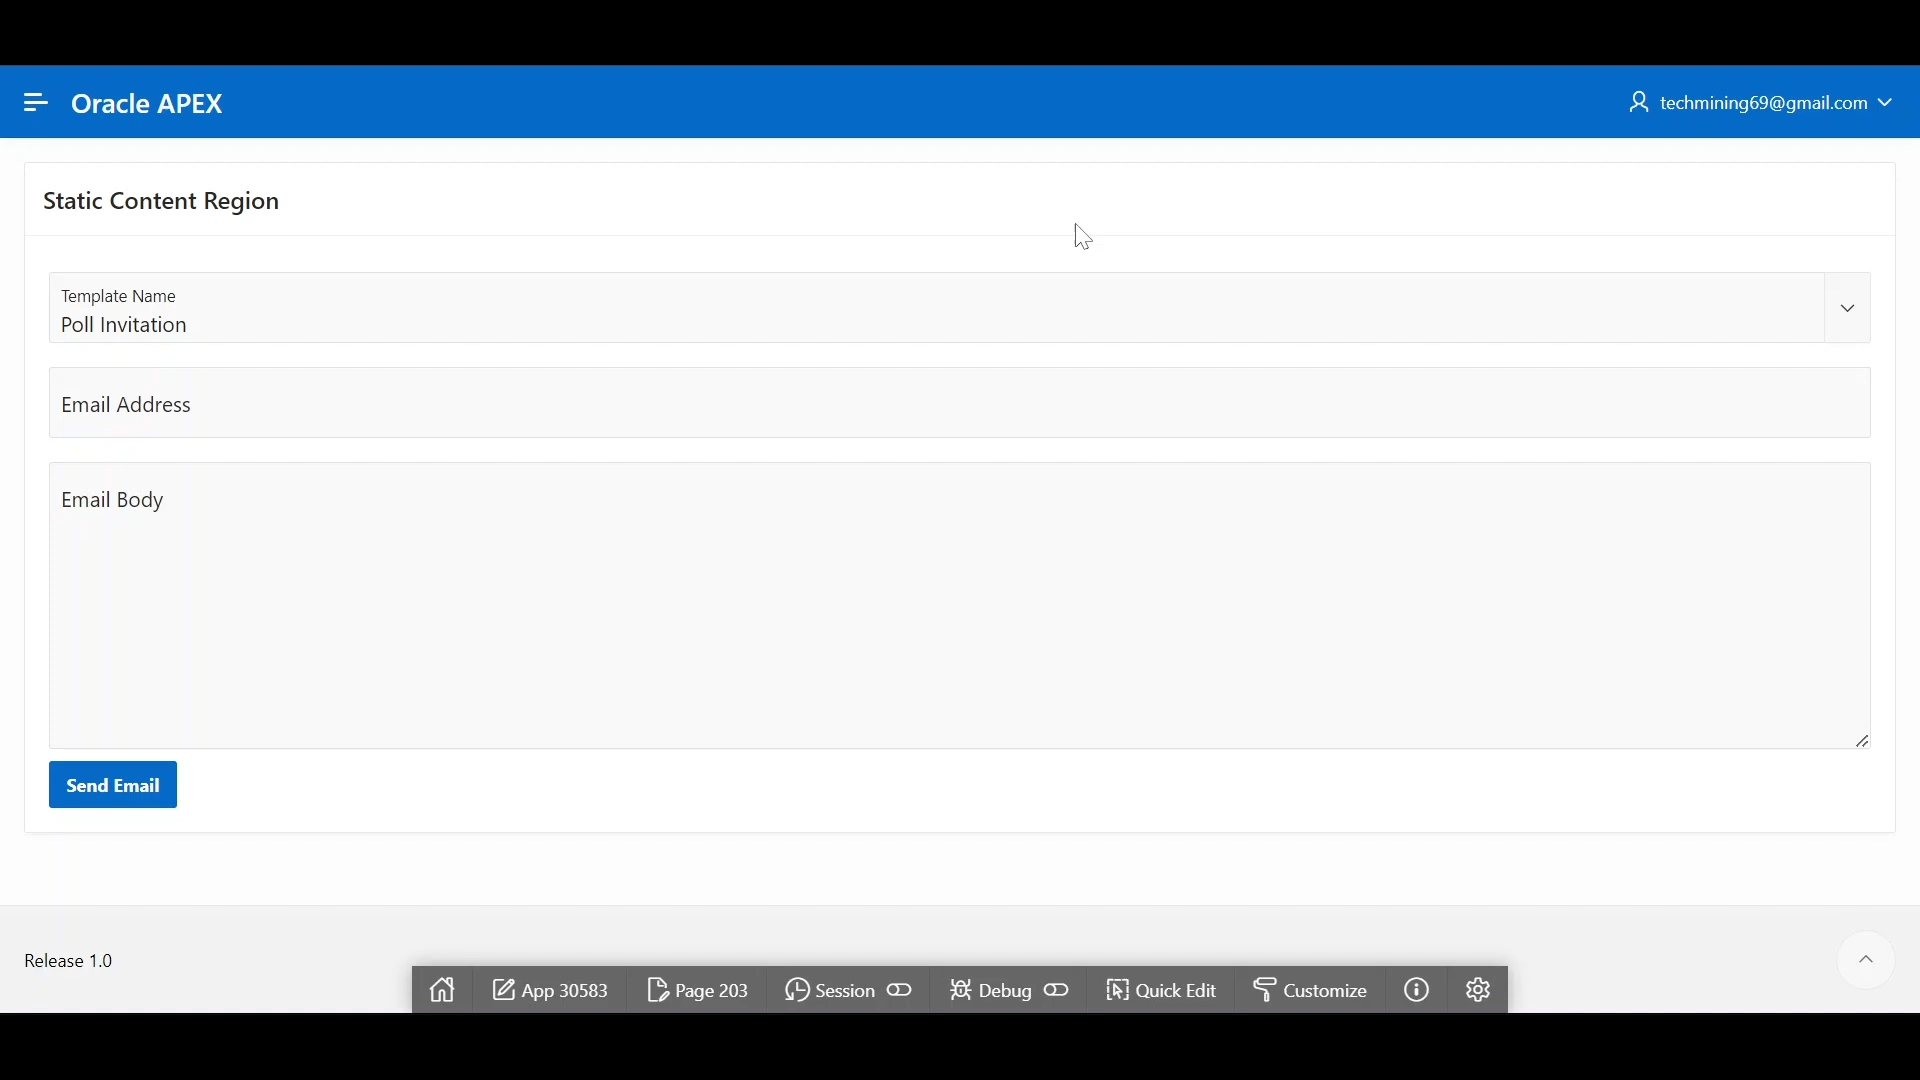 Oracle APEX
techmining69@gmail.com
Static Content Region
Template Name
Poll Invitation
Email Address
Email Body
Send Email
Release 1.0
App 30583
Page 203
Session
Debug
Quick Edit
Customize